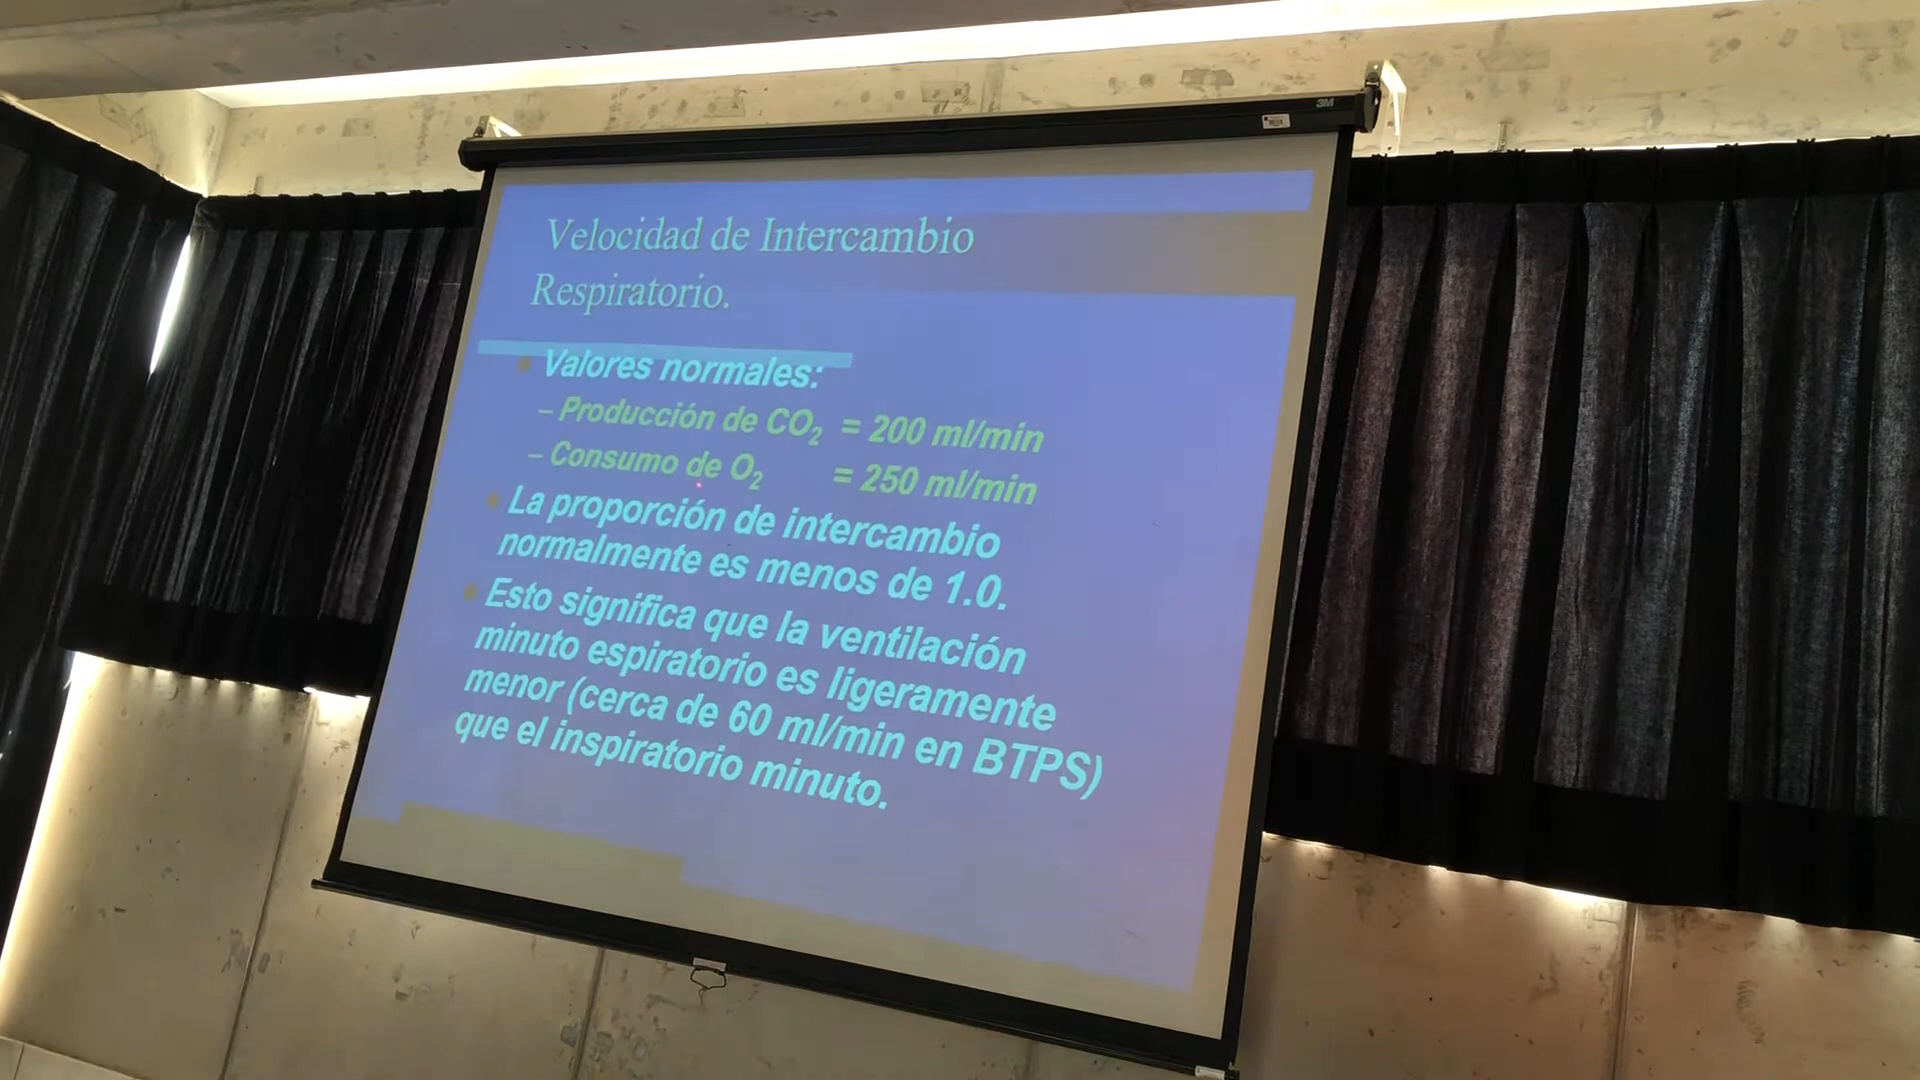 3M
Velocidad de Intercambio
Respiratorio.
Valores normales:
– Producción de CO₂ = 200 ml/min
– Consumo de O₂ = 250 ml/min
La proporción de intercambio
normalmente es menos de 1.0.
Esto significa que la ventilación
minuto espiratorio es ligeramente
menor (cerca de 60 ml/min en BTPS)
que el inspiratorio minuto.